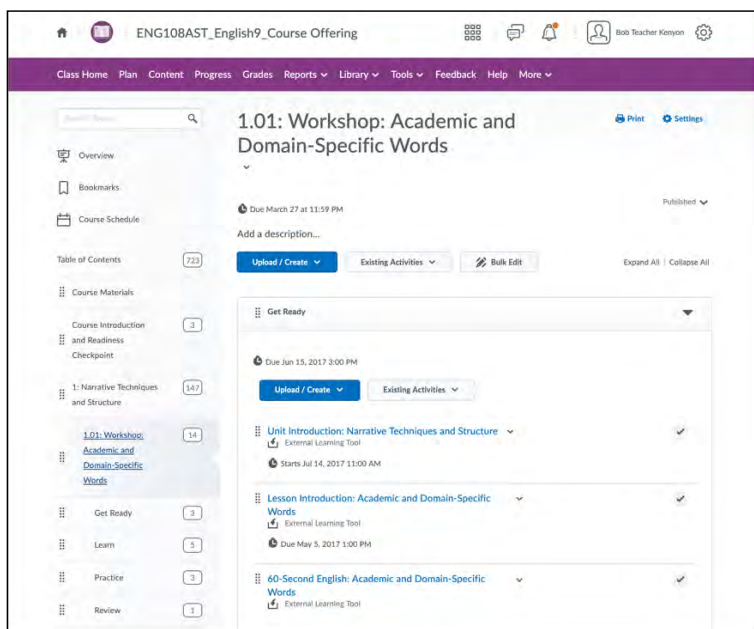 ENG108AST_English9_Course Offering
Bob Teacher Kenyon
Class Home Plan Content Progress Grades Reports Library Tools Feedback Help More
Overview
Bookmarks
Course Schedule
Table of Contents 723
Course Materials
Course Introduction
and Readiness
Checkpoint
3
1: Narrative Techniques
and Structure
147
1.01: Workshop:
Academic and
Domain-Specific
Words
14
Get Ready 3
Learn 5
Practice 3
Review 1
1.01: Workshop: Academic and
Domain-Specific Words
Print Settings
Due March 27 at 11:59 PM
Published
Add a description...
Upload / Create Existing Activities Bulk Edit Expand All | Collapse All
Get Ready
Due Jun 15, 2017 3:00 PM
Upload / Create Existing Activities
Unit Introduction: Narrative Techniques and Structure
External Learning Tool
Starts Jul 14, 2017 11:00 AM
Lesson Introduction: Academic and Domain-Specific
Words
External Learning Tool
Due May 5, 2017 1:00 PM
60-Second English: Academic and Domain-Specific
Words
External Learning Tool